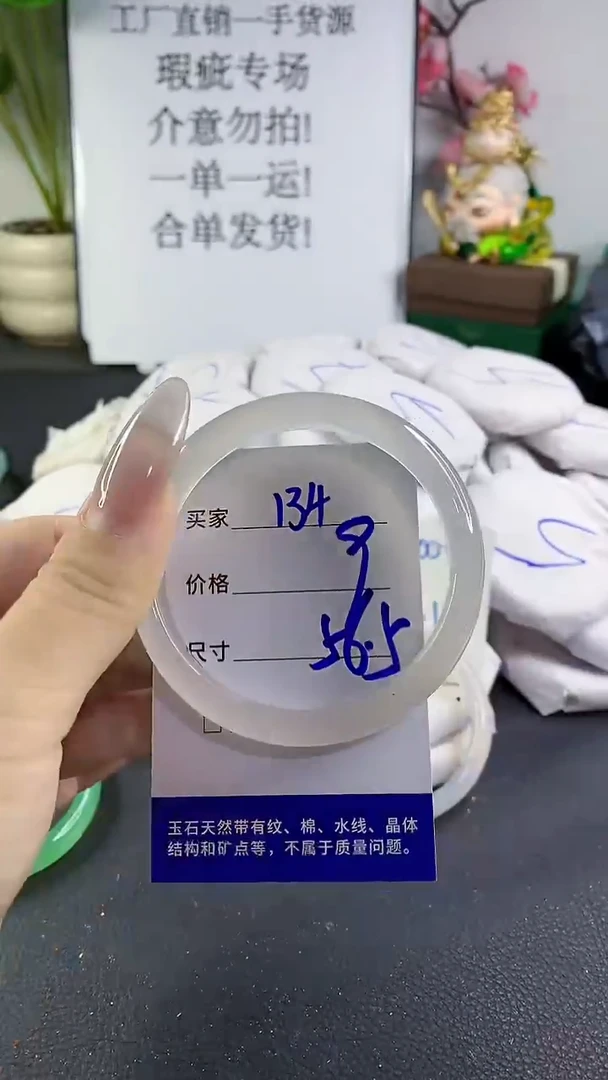 工厂直销一手货源
瑕疵专场
介意勿拍!
一单一运!
合单发货!
买家 134
价格 9
尺寸 56.5
玉石天然带有纹、棉、水线、晶体
结构和矿点等，不属于质量问题。